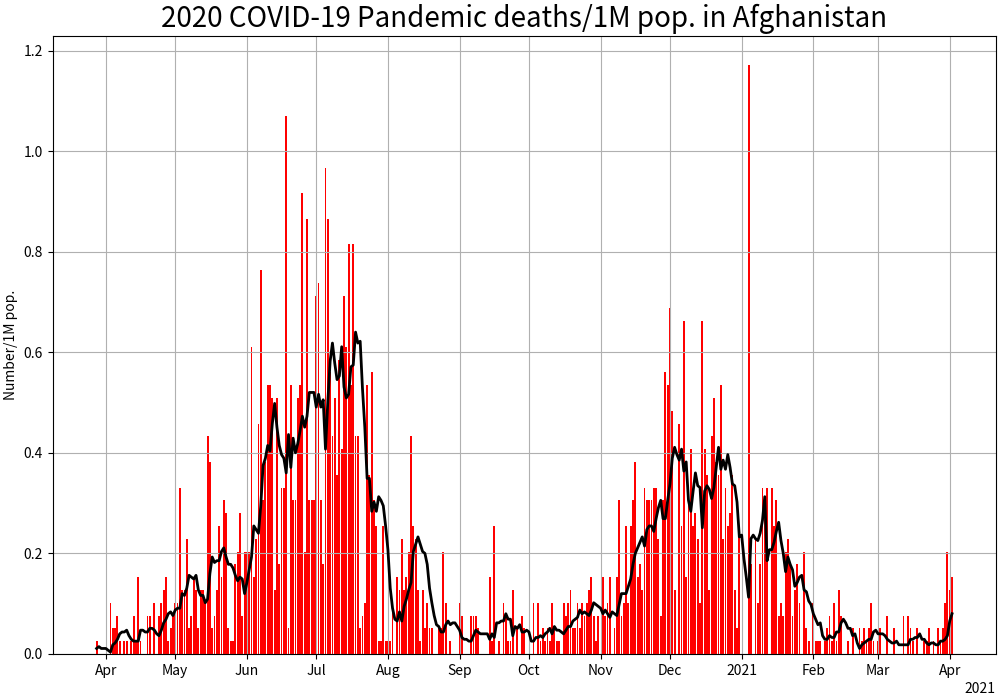 2020 COVID-19 Pandemic deaths/1M pop. in Afghanistan
Number/1M pop.
1.2
1.0
0.8
0.6
0.4
0.2
0.0
Apr May Jun Jul Aug Sep Oct Nov Dec 2021 Feb Mar Apr
2021